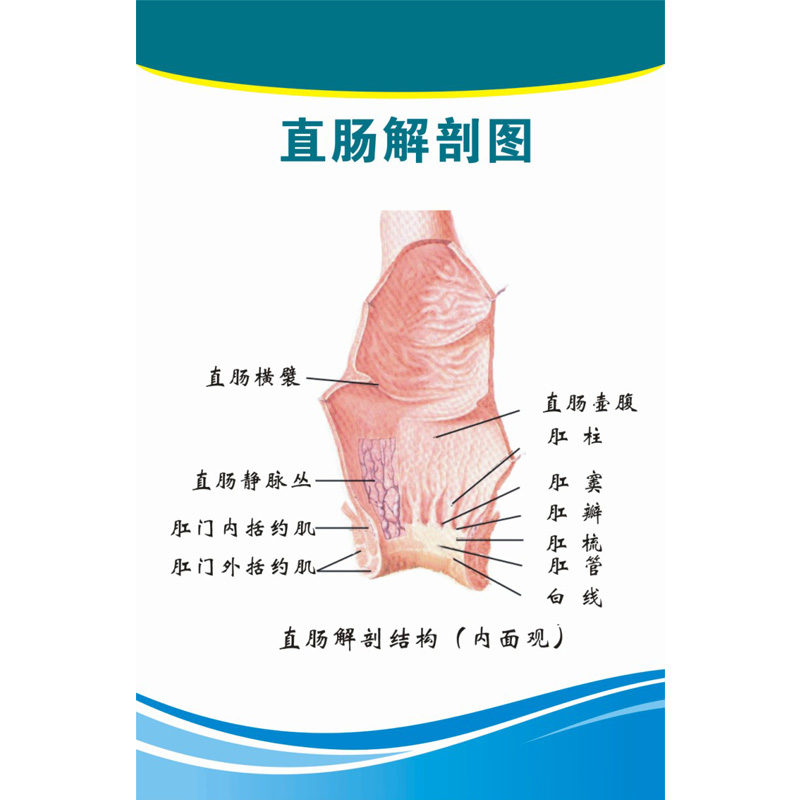 直肠解剖图
直肠横襞
直肠静脉丛
肛门内括约肌
肛门外括约肌
直肠壶腹
肛柱
肛窦
肛瓣
肛梳
肛管
白线
直肠解剖结构（内面观）